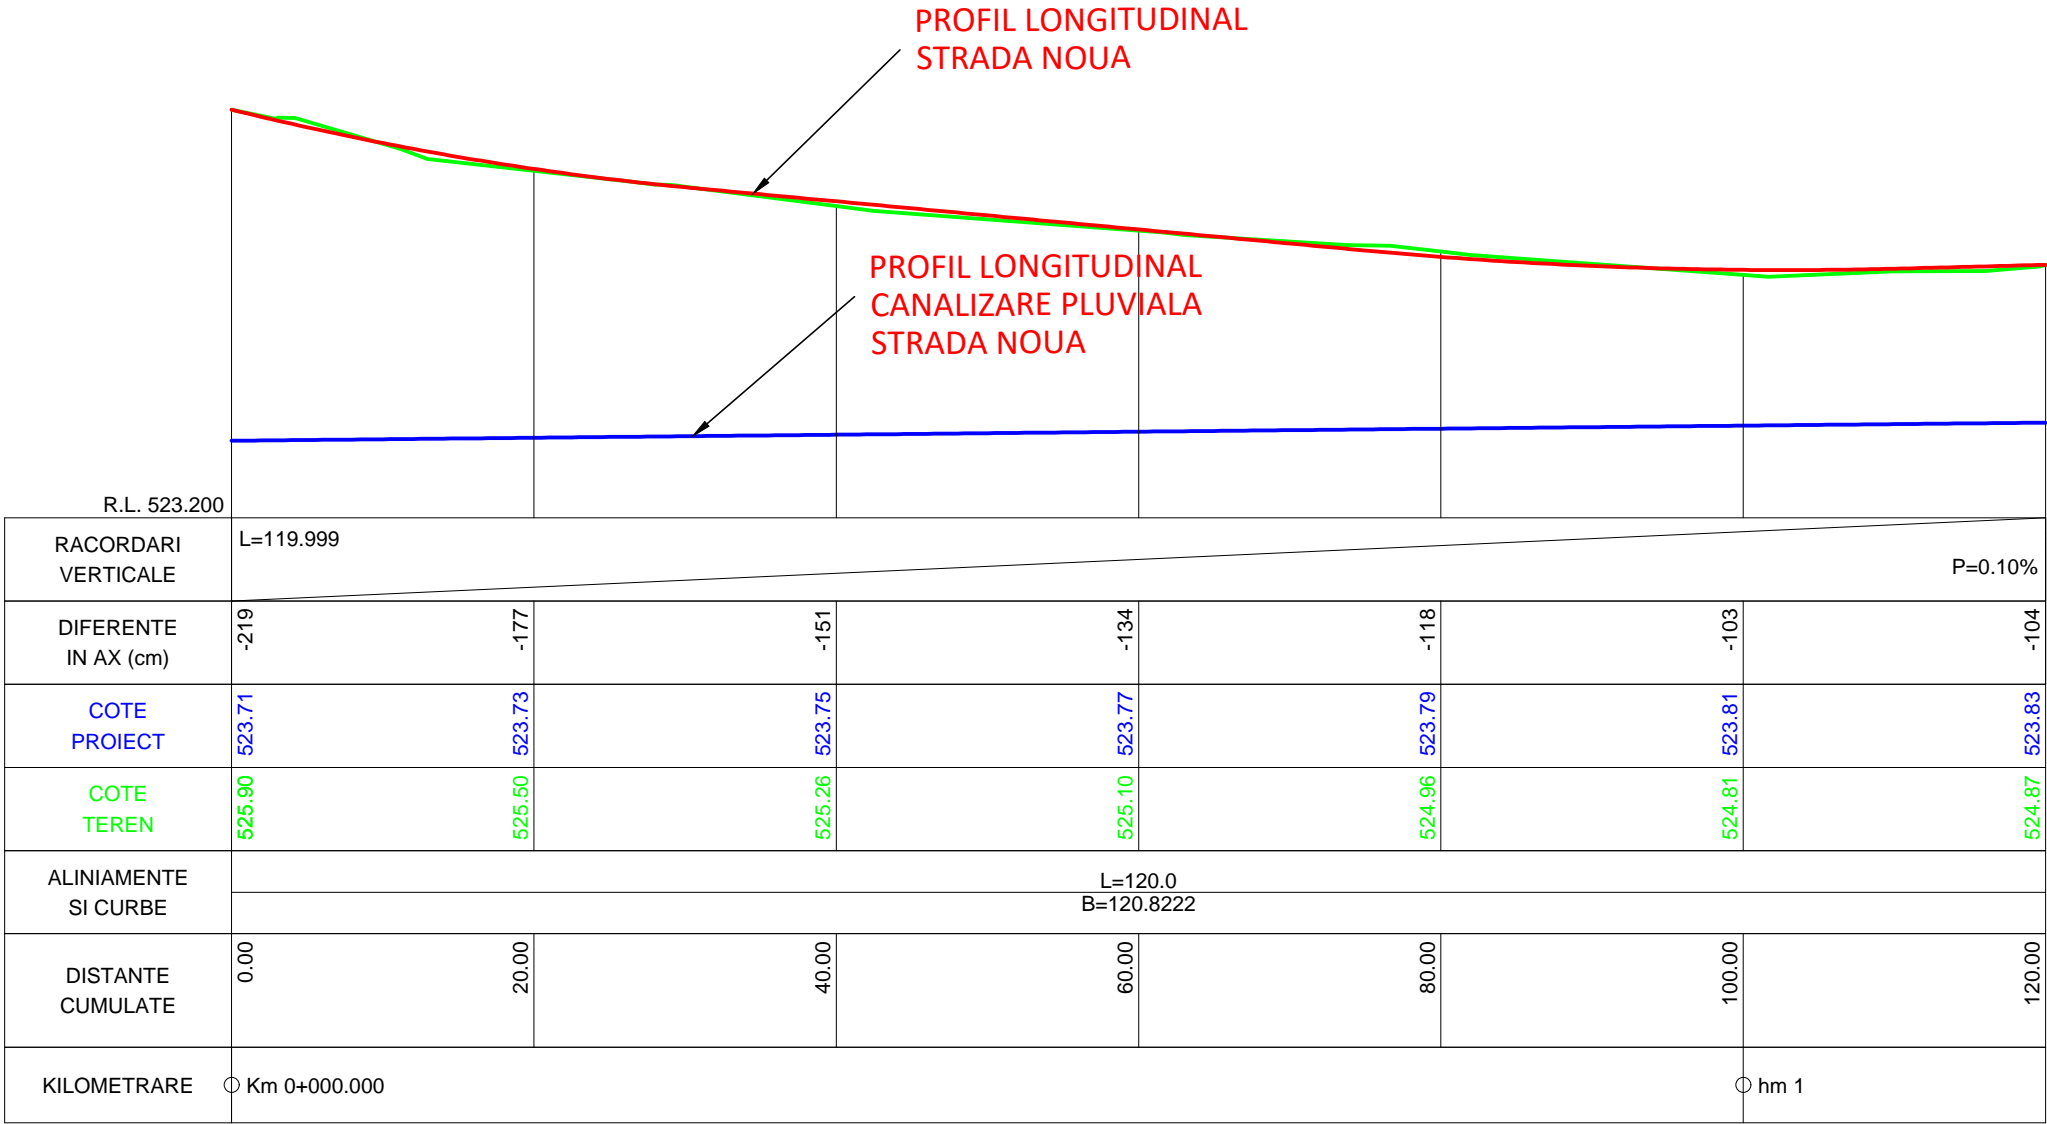 PROFIL LONGITUDINAL
STRADA NOUA
PROFIL LONGITUDINAL
CANALIZARE PLUVIALA
STRADA NOUA
R.L. 523.200
RACORDARI
VERTICALE
L=119.999
P=0.10%
DIFERENTE
IN AX (cm)
-219
-177
-151
-134
-118
-103
-104
COTE
PROIECT
523.71
523.73
523.75
523.77
523.79
523.81
523.83
COTE
TEREN
525.90
525.50
525.26
525.10
524.96
524.81
524.87
ALINIAMENTE
SI CURBE
L=120.0
B=120.8222
DISTANTE
CUMULATE
0.00
20.00
40.00
60.00
80.00
100.00
120.00
KILOMETRARE
Km 0+000.000
hm 1